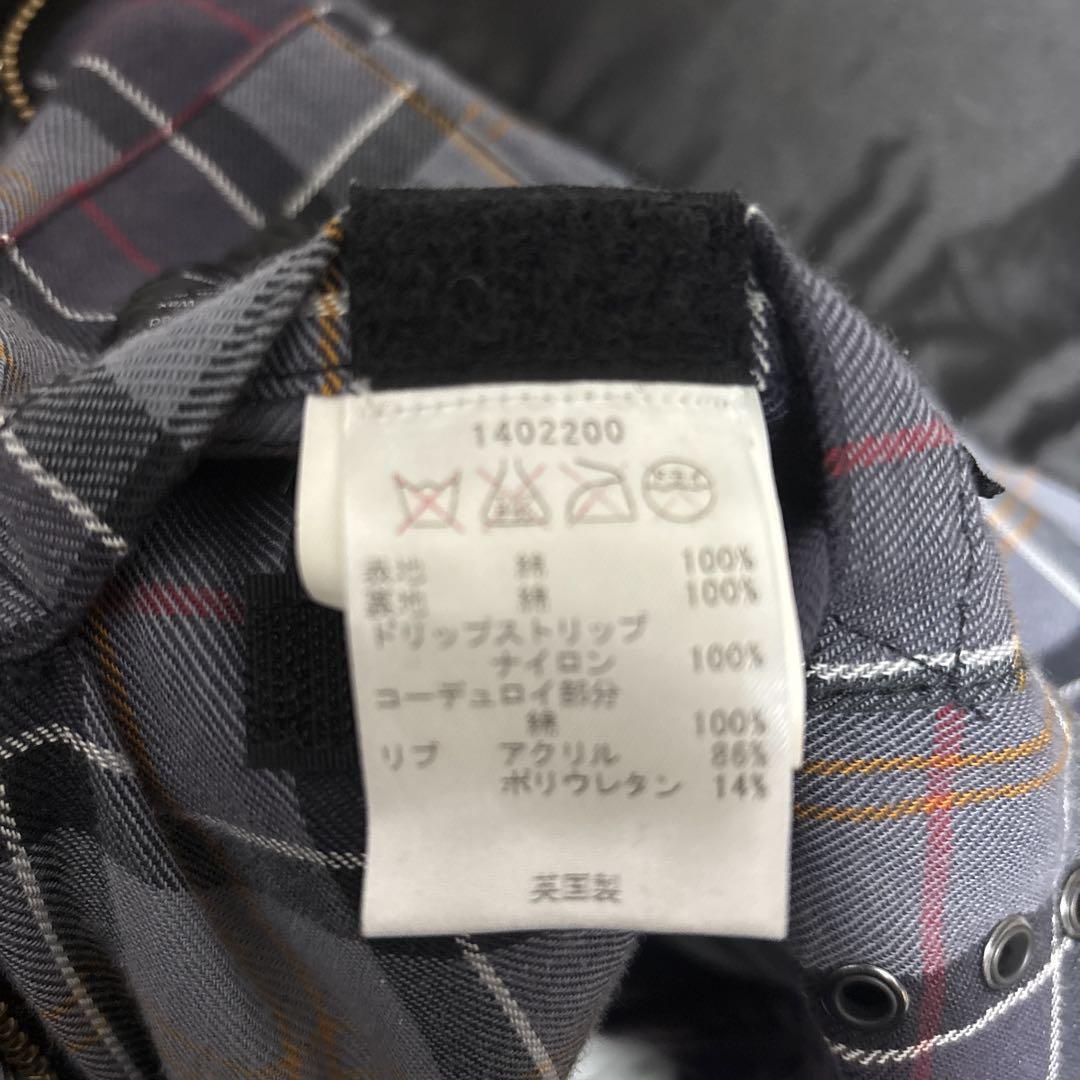 1402200
表地 綿 100%
裏地 綿 100%
ドリップストリップ
ナイロン 100%
コーデュロイ部分
綿 100%
リブ アクリル 86%
ポリウレタン 14%
英国製